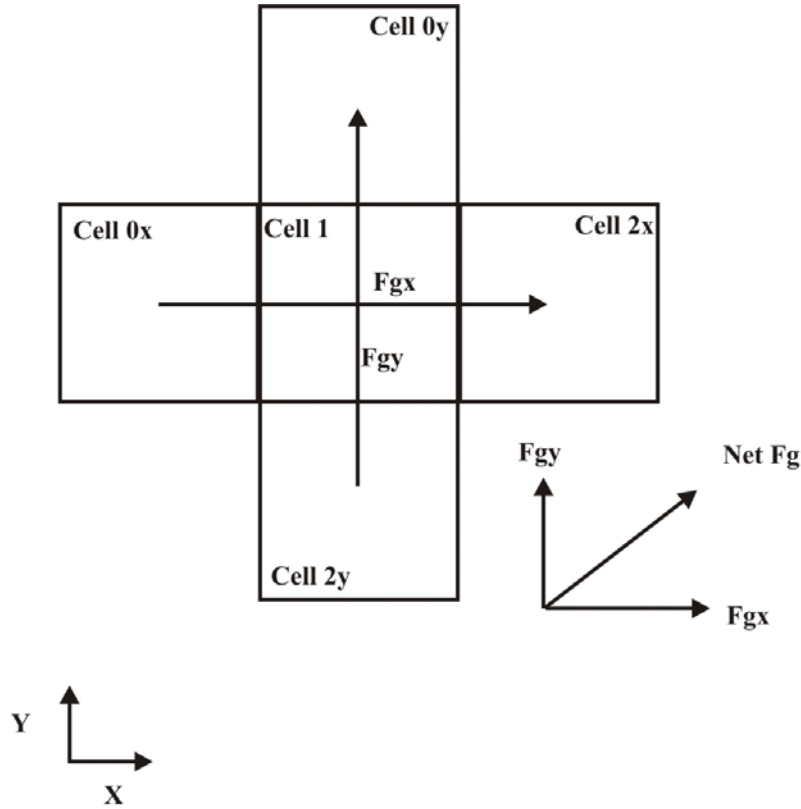 Cell 0y
Cell 0x
Cell 1
Cell 2x
Fgx
Fgy
Cell 2y
Fgy
Net Fg
Fgx
Y
X